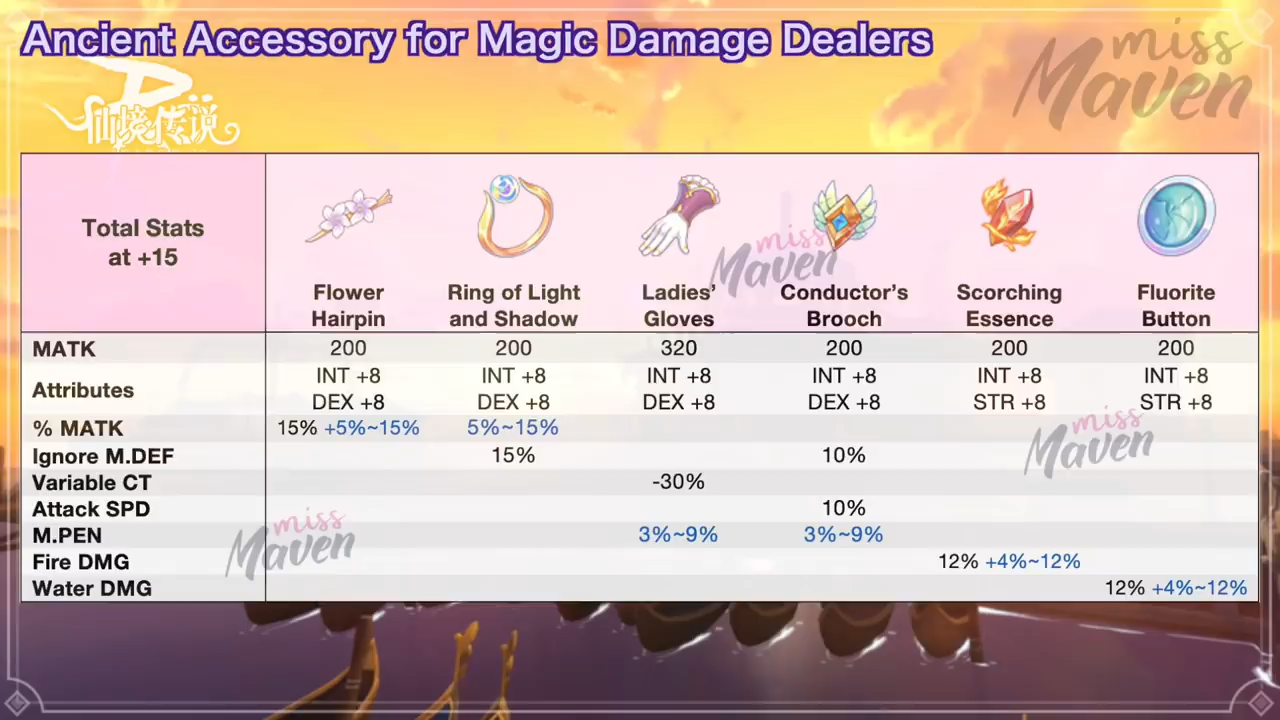 Ancient Accessory for Magic Damage Dealers
miss
Maven
仙境传说
Total Stats
at +15
Flower
Hairpin
Ring of Light
and Shadow
Ladies'
Gloves
Conductor's
Brooch
Scorching
Essence
Fluorite
Button
miss
Maven
MATK 200 200 320 200 200 200
Attributes
INT +8 INT +8 INT +8 INT +8 INT +8 INT +8
DEX +8 DEX +8 DEX +8 DEX +8 STR +8 STR +8
% MATK 15% +5%~15% 5%~15%
Ignore M.DEF 15% 10%
Variable CT -30%
Attack SPD 10%
M.PEN 3%~9% 3%~9%
Fire DMG 12% +4%~12%
Water DMG 12% +4%~12%
miss
Maven
miss
Maven